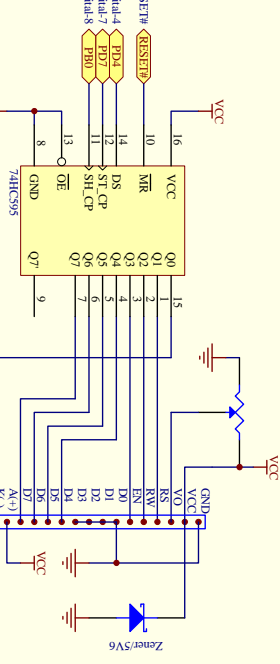 ital-8
ital-7
ital-4
SET#
PB0
PD7
PD4
RESET#
VCC
8
13
11
12
14
10
16
GND
OE
SH_CP
ST_CP
DS
MR
VCC
74HC595
Q7'
Q7
Q6
Q5
Q4
Q3
Q2
Q1
Q0
9
7
6
5
4
3
2
1
15
VCC
A(+)
D7
D6
D5
D4
D3
D2
D1
D0
EN
RW
RS
VO
VCC
GND
VCC
Zener/5V6